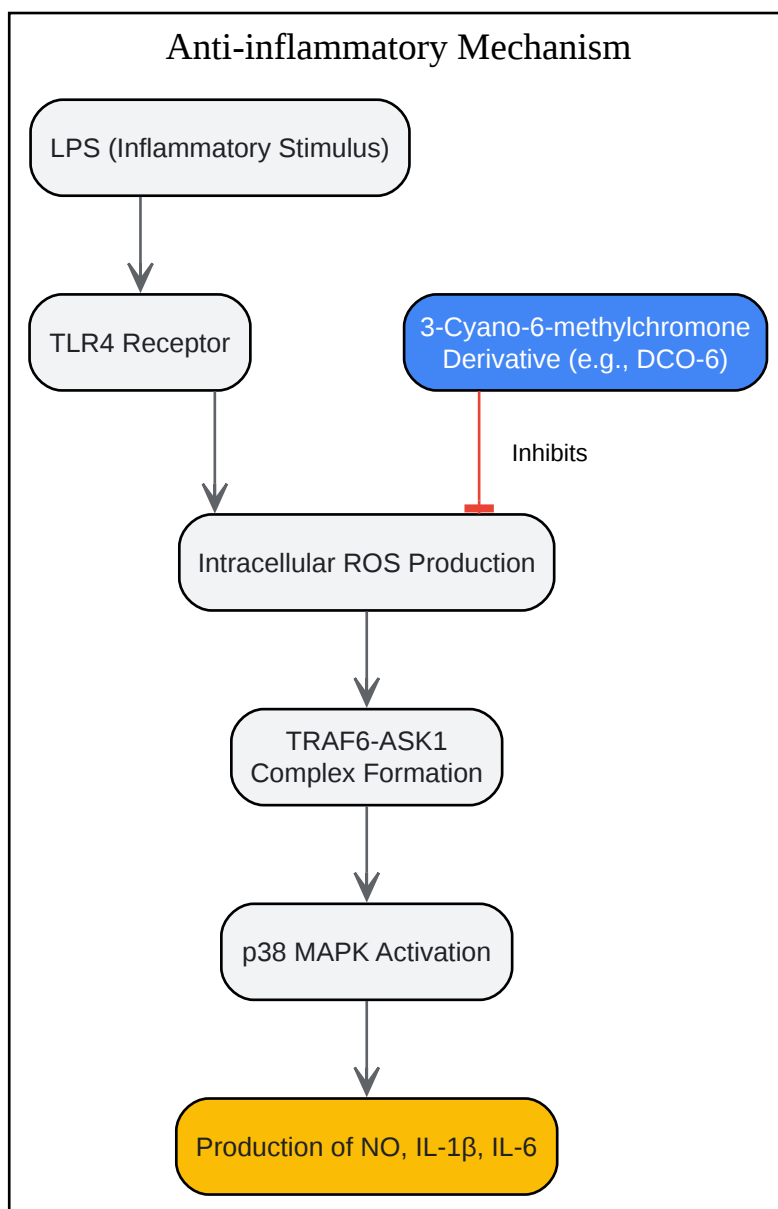 Anti-inflammatory Mechanism
LPS (Inflammatory Stimulus)
TLR4 Receptor
3-Cyano-6-methylchromone
Derivative (e.g., DCO-6)
Inhibits
Intracellular ROS Production
TRAF6-ASK1
Complex Formation
p38 MAPK Activation
Production of NO, IL-1β, IL-6